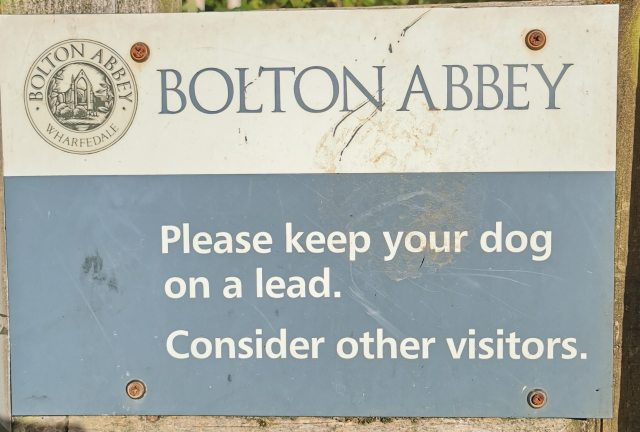 BOLTON ABBEY
WHARFEDALE
BOLTON ABBEY
Please keep your dog
on a lead.
Consider other visitors.